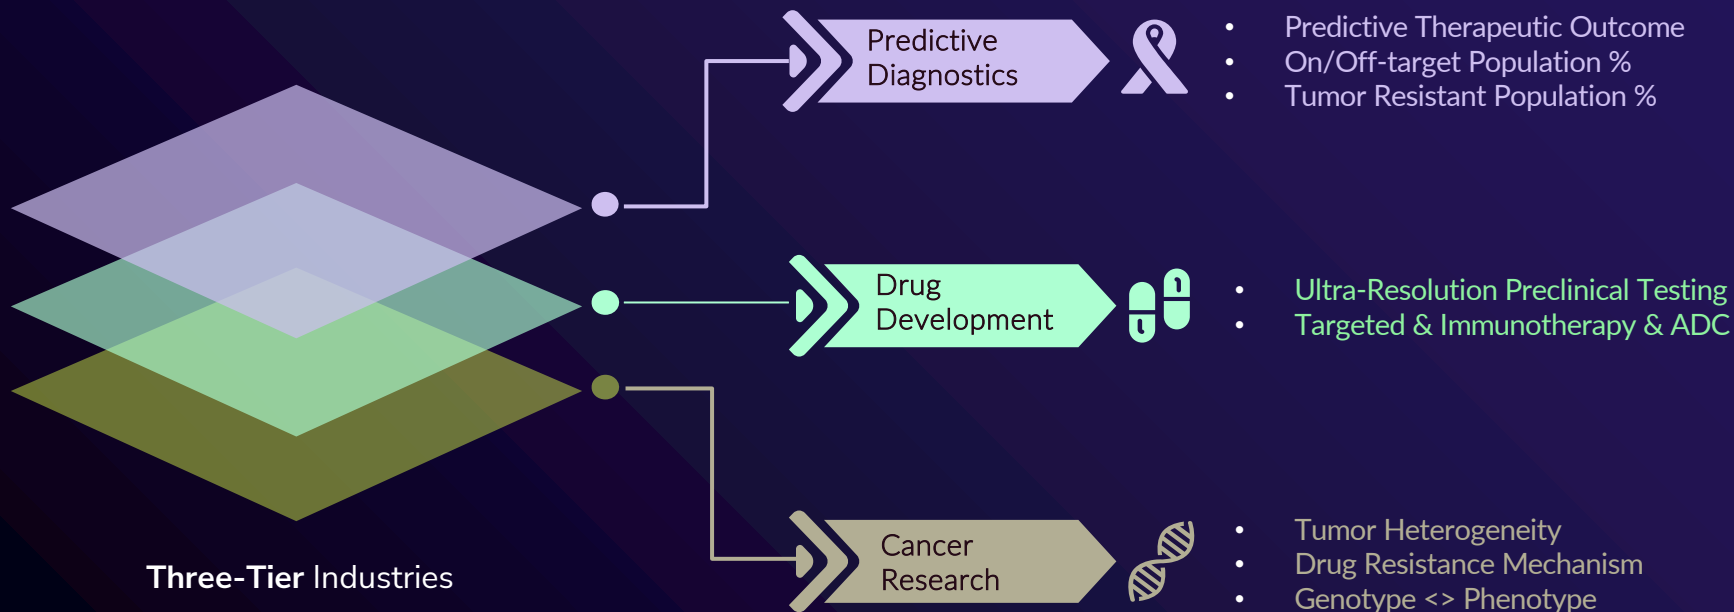 Predictive
Diagnostics
• Predictive Therapeutic Outcome
• On/Off-target Population %
• Tumor Resistant Population %
Drug
Development
• Ultra-Resolution Preclinical Testing
• Targeted & Immunotherapy & ADC
Cancer
Research
• Tumor Heterogeneity
• Drug Resistance Mechanism
• Genotype <> Phenotype
Three-Tier Industries